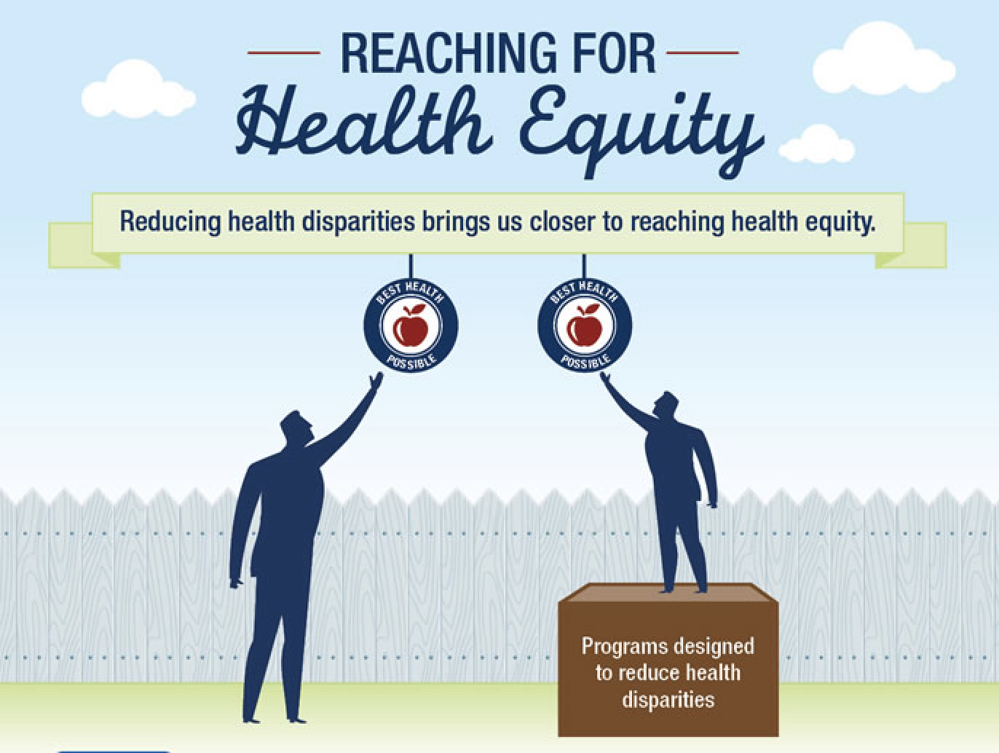 REACHING FOR
Health Equity
Reducing health disparities brings us closer to reaching health equity.
BEST HEALTH
POSSIBLE
BEST HEALTH
POSSIBLE
Programs designed
to reduce health
disparities